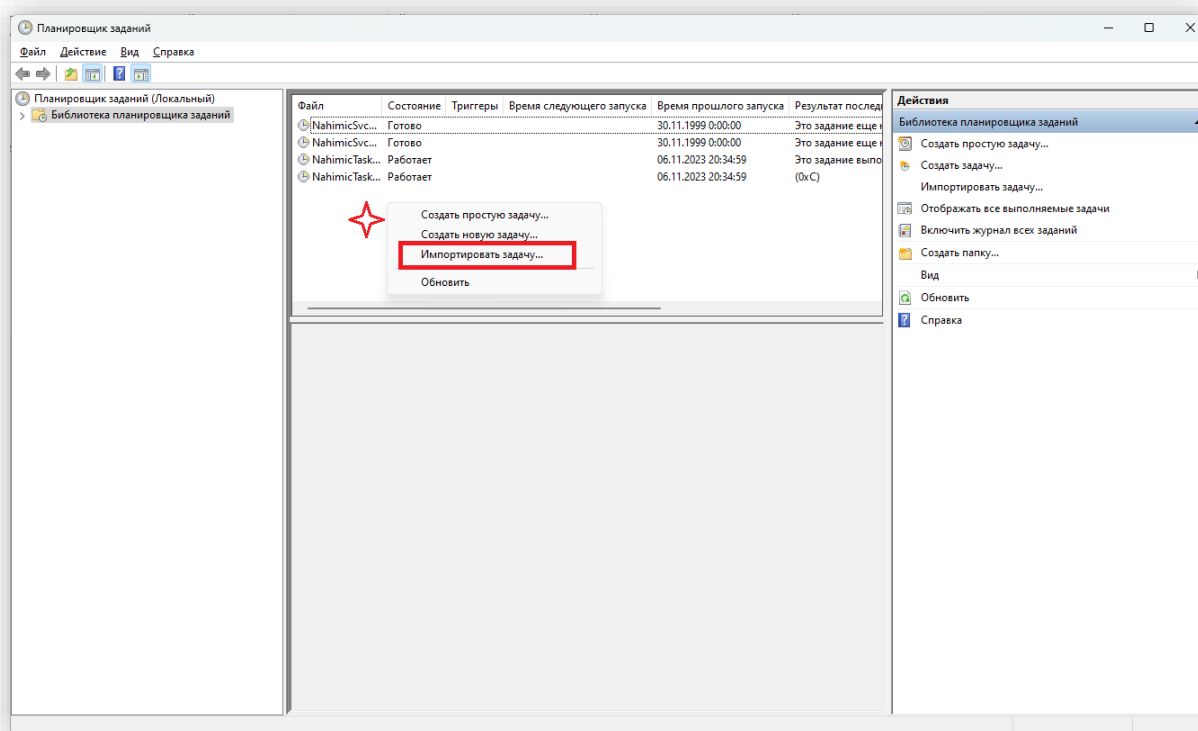 Планировщик заданий
Файл Действие Вид Справка
Планировщик заданий (Локальный)
Библиотека планировщика заданий
Файл Состояние Триггеры Время следующего запуска Время прошлого запуска Результат послед
NahimicSvc... Готово 30.11.1999 0:00:00 Это задание еще н
NahimicSvc... Готово 30.11.1999 0:00:00 Это задание еще н
NahimicTask... Работает 06.11.2023 20:34:59 Это задание выпо
NahimicTask... Работает 06.11.2023 20:34:59 (0xC)
Создать простую задачу...
Создать новую задачу...
Импортировать задачу...
Обновить
Действия
Библиотека планировщика заданий
Создать простую задачу...
Создать задачу...
Импортировать задачу...
Отображать все выполняемые задачи
Включить журнал всех заданий
Создать папку...
Вид
Обновить
Справка